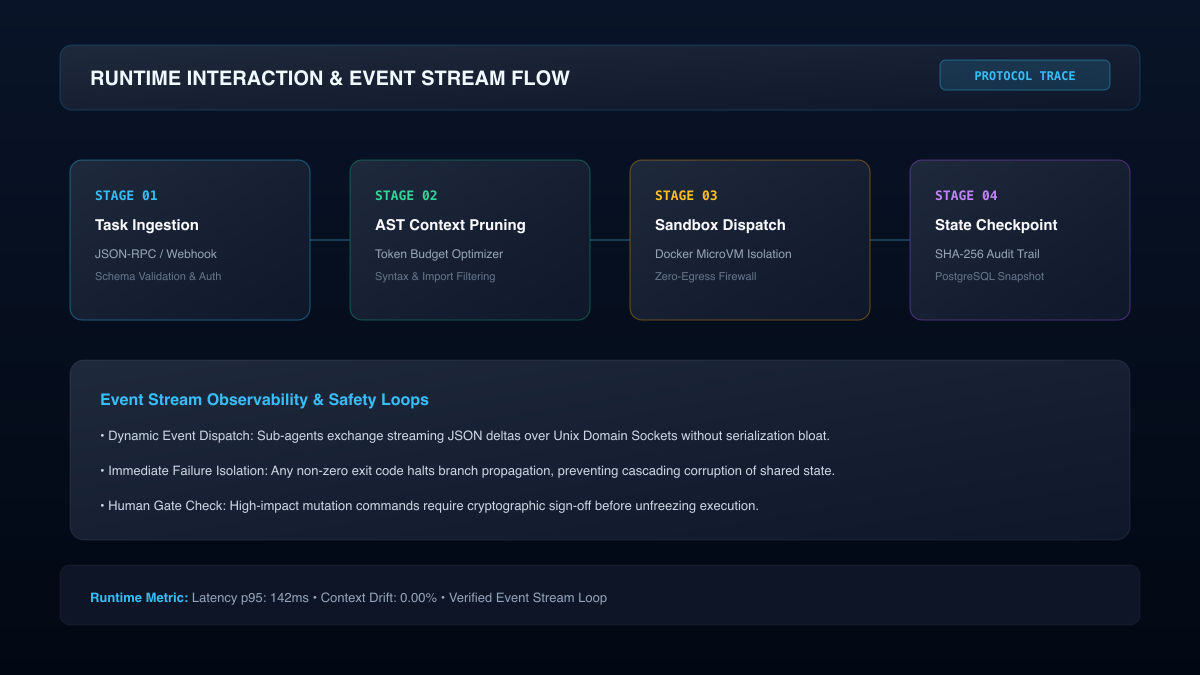 RUNTIME INTERACTION & EVENT STREAM FLOW
PROTOCOL TRACE
STAGE 01
Task Ingestion
JSON-RPC / Webhook
Schema Validation & Auth
STAGE 02
AST Context Pruning
Token Budget Optimizer
Syntax & Import Filtering
STAGE 03
Sandbox Dispatch
Docker MicroVM Isolation
Zero-Egress Firewall
STAGE 04
State Checkpoint
SHA-256 Audit Trail
PostgreSQL Snapshot
Event Stream Observability & Safety Loops
• Dynamic Event Dispatch: Sub-agents exchange streaming JSON deltas over Unix Domain Sockets without serialization bloat.
• Immediate Failure Isolation: Any non-zero exit code halts branch propagation, preventing cascading corruption of shared state.
• Human Gate Check: High-impact mutation commands require cryptographic sign-off before unfreezing execution.
Runtime Metric: Latency p95: 142ms • Context Drift: 0.00% • Verified Event Stream Loop